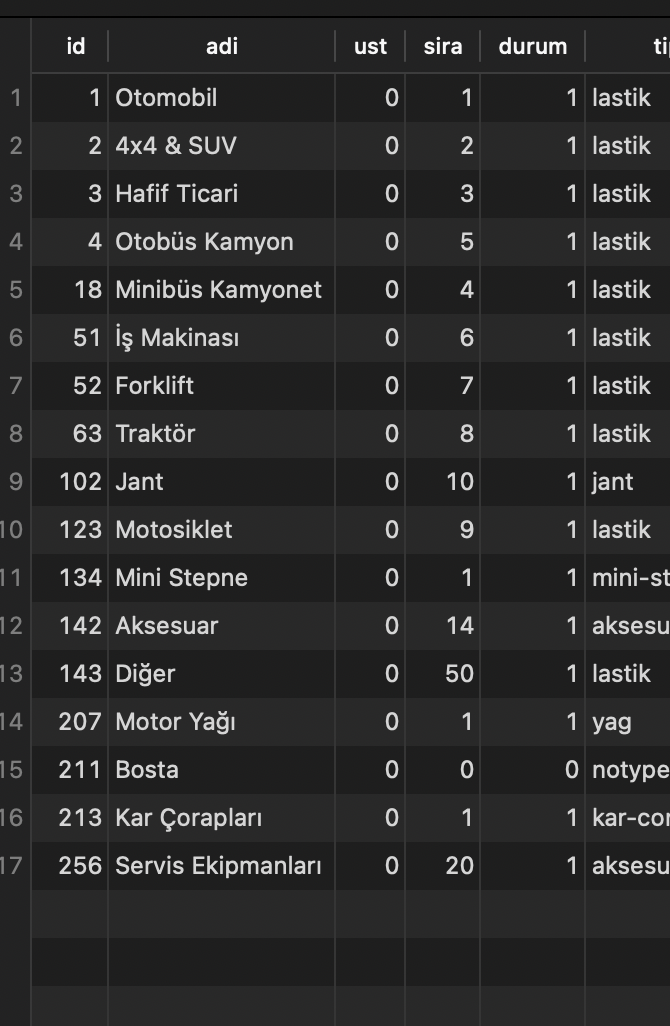 id adi ust sira durum
1 1 Otomobil 0 1 1 lastik
2 2 4x4 & SUV 0 2 1 lastik
3 3 Hafif Ticari 0 3 1 lastik
4 4 Otobüs Kamyon 0 5 1 lastik
5 18 Minibüs Kamyonet 0 4 1 lastik
6 51 İş Makinası 0 6 1 lastik
7 52 Forklift 0 7 1 lastik
8 63 Traktör 0 8 1 lastik
9 102 Jant 0 10 1 jant
10 123 Motosiklet 0 9 1 lastik
11 134 Mini Stepne 0 1 1 mini-st
12 142 Aksesuar 0 14 1 aksesu
13 143 Diğer 0 50 1 lastik
14 207 Motor Yağı 0 1 1 yag
15 211 Bosta 0 0 0 notype
16 213 Kar Çorapları 0 1 1 kar-cor
17 256 Servis Ekipmanları 0 20 1 aksesu